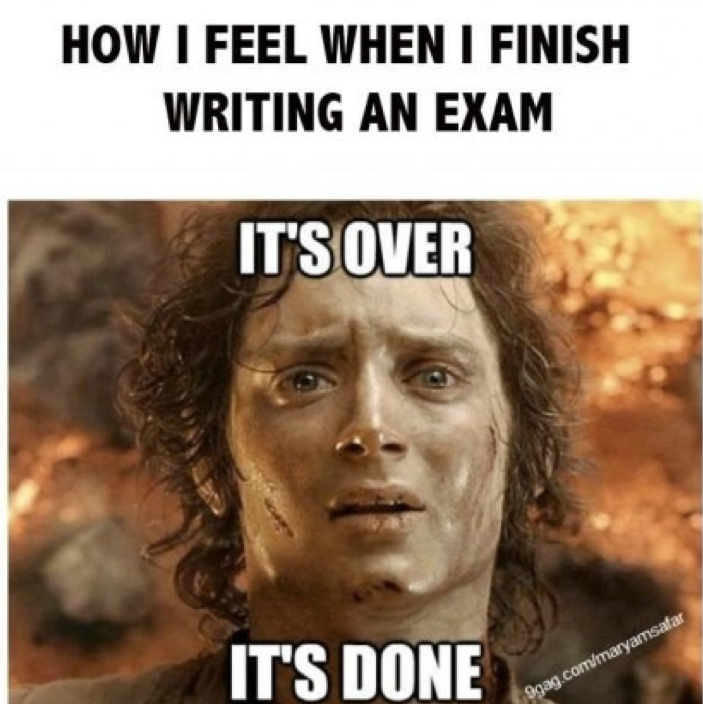 HOW I FEEL WHEN I FINISH
WRITING AN EXAM
IT'S OVER
IT'S DONE
9gag.com/maryamsafar